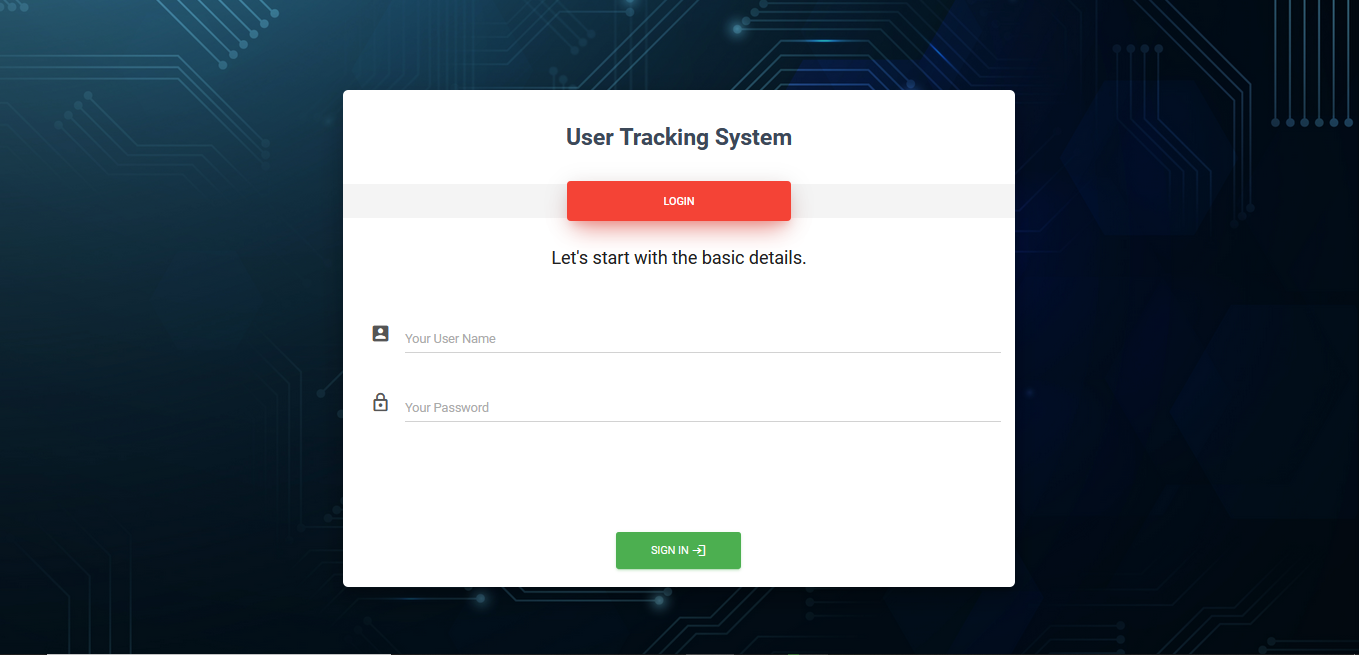 User Tracking System
LOGIN
Let's start with the basic details.
Your User Name
Your Password
SIGN IN